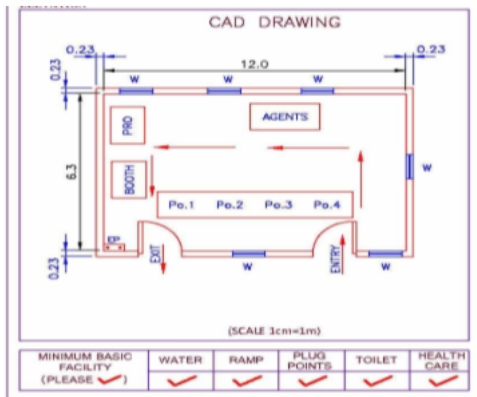 CAD DRAWING
0.23
12.0
0.23
0.23
W
W
W
PRO
AGENTS
6.3
BOOTH
W
Po.1 Po.2 Po.3 Po.4
0.23
EXIT
W
ENTRY
W
(SCALE 1cm=1m)
MINIMUM BASIC
FACILITY
(PLEASE ✓)
WATER
RAMP
PLUG
POINTS
TOILET
HEALTH
CARE
✓ ✓ ✓ ✓ ✓